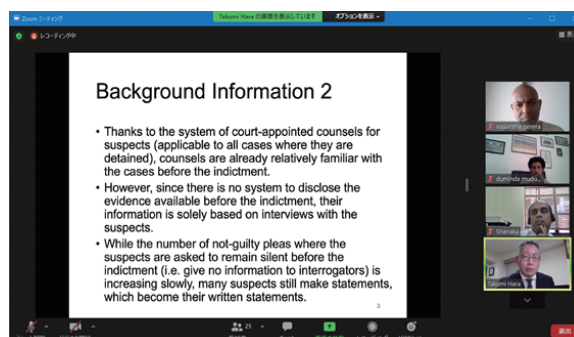 Zoom ミーティング
Takumi Hara の画面を表示しています オプションを表示
レコーディング中
Background Information 2
• Thanks to the system of court-appointed counsels for
suspects (applicable to all cases where they are
detained), counsels are already relatively familiar with
the cases before the indictment.
• However, since there is no system to disclose the
evidence available before the indictment, their
information is solely based on interviews with the
suspects.
• While the number of not-guilty pleas where the
suspects are asked to remain silent before the
indictment (i.e. give no information to interrogators) is
increasing slowly, many suspects still make statements,
which become their written statements.
3
wasantha perera
duminda mudu...
Shanaka
Takumi Hara
25
退出